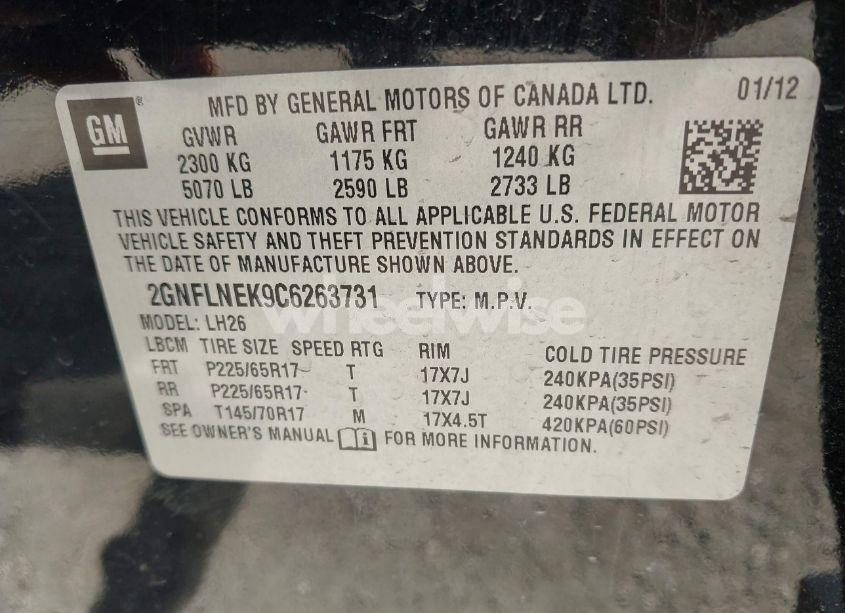 GM®
MFD BY GENERAL MOTORS OF CANADA LTD. 01/12
GVWR GAWR FRT GAWR RR
2300 KG 1175 KG 1240 KG
5070 LB 2590 LB 2733 LB
THIS VEHICLE CONFORMS TO ALL APPLICABLE U.S. FEDERAL MOTOR
VEHICLE SAFETY AND THEFT PREVENTION STANDARDS IN EFFECT ON
THE DATE OF MANUFACTURE SHOWN ABOVE.
2GNFLNEK9C6263731 TYPE: M.P.V.
wheelwise
MODEL: LH26
LBCM TIRE SIZE SPEED RTG RIM COLD TIRE PRESSURE
FRT P225/65R17 T 17X7J 240KPA(35PSI)
RR P225/65R17 T 17X7J 240KPA(35PSI)
SPA T145/70R17 M 17X4.5T 420KPA(60PSI)
SEE OWNER'S MANUAL i FOR MORE INFORMATION.